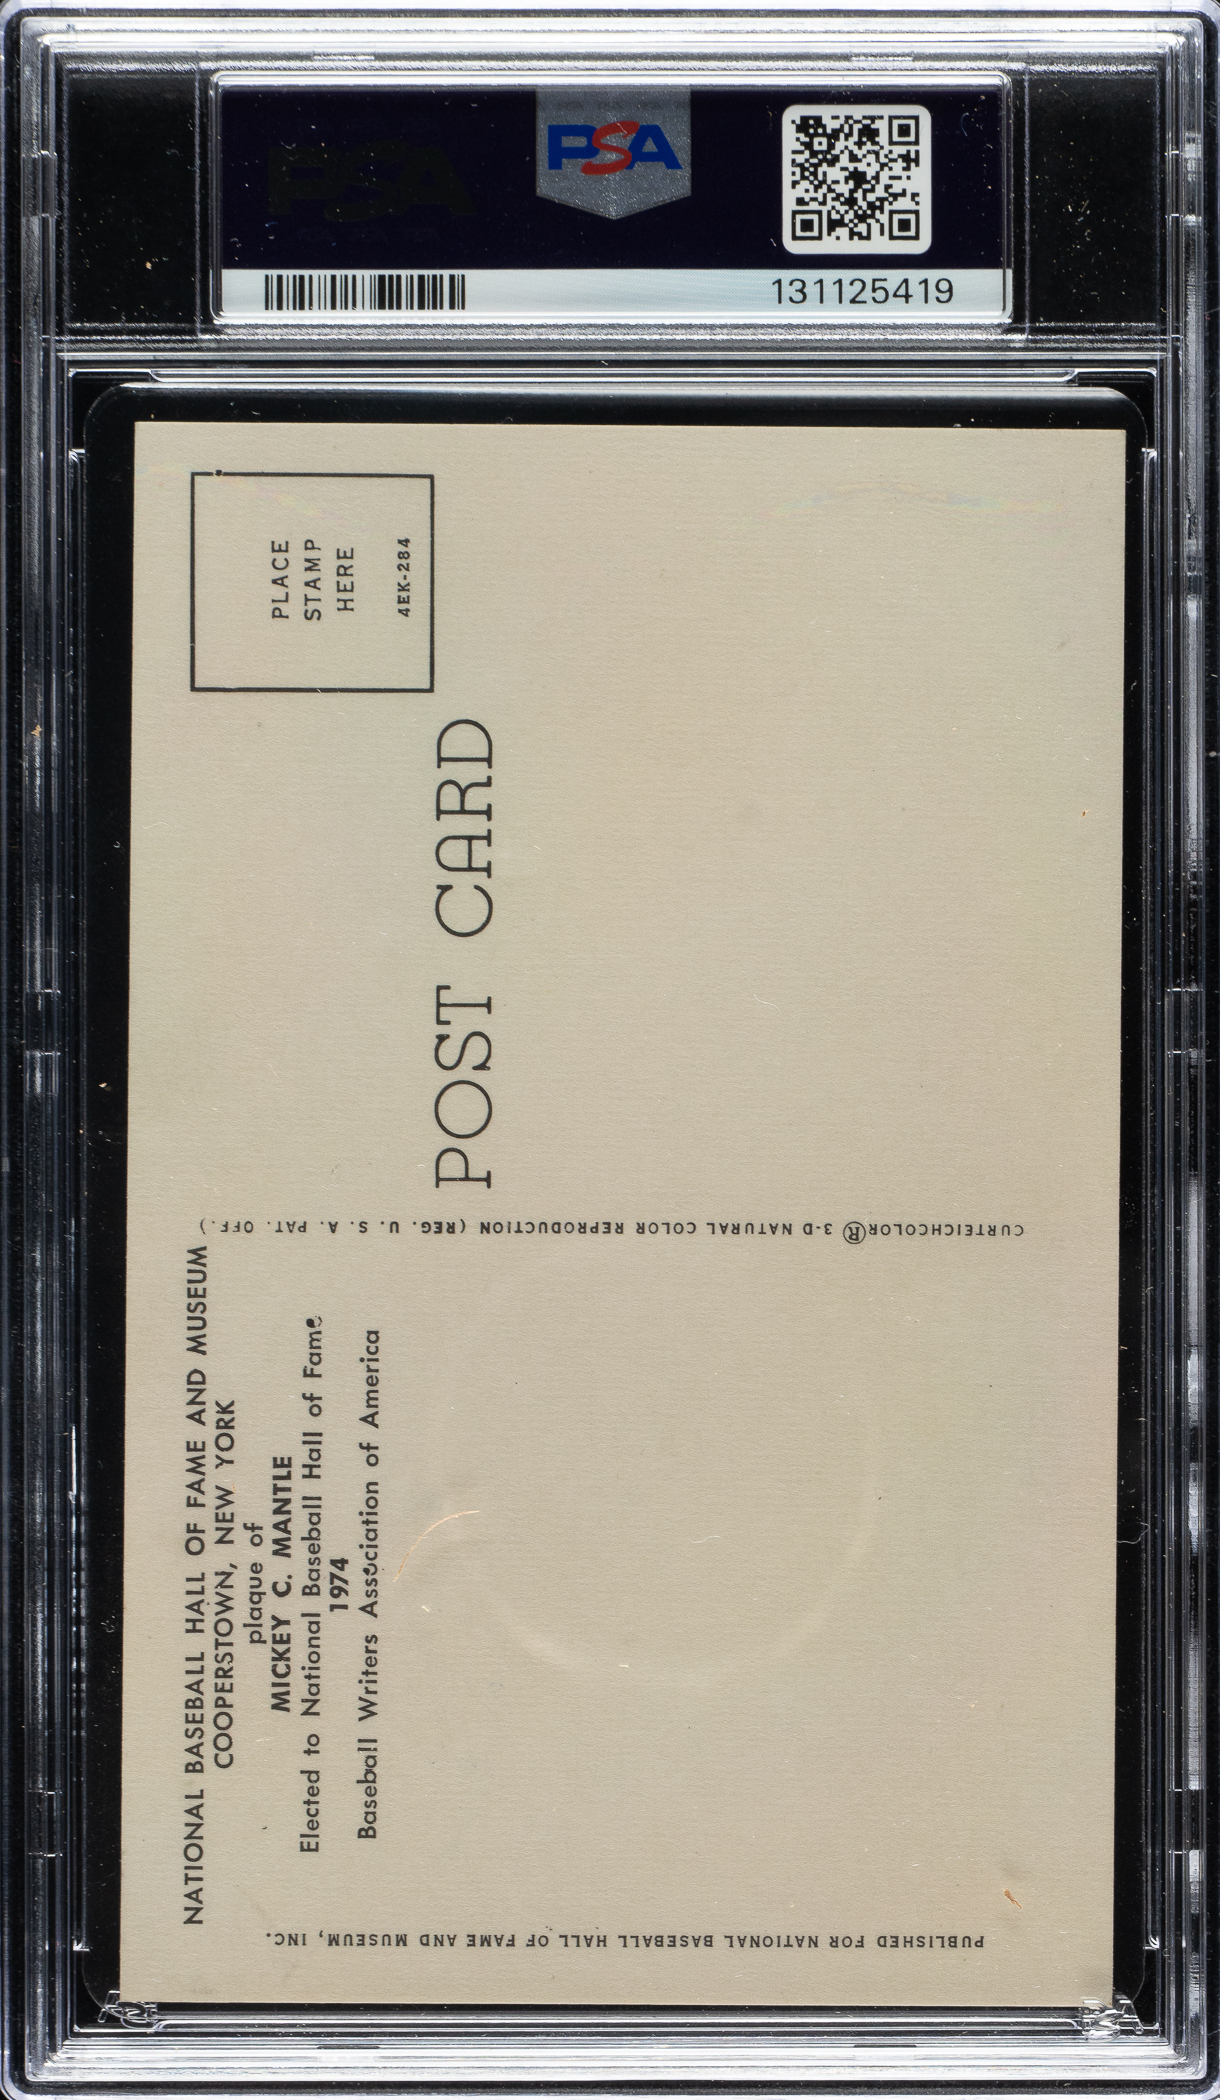 PSA
131125419
PLACE
STAMP
HERE
4EK-284
POST CARD
CURTEICHCOLOR® 3-D NATURAL COLOR REPRODUCTION (REG. U. S. A. PAT. OFF.)
NATIONAL BASEBALL HALL OF FAME AND MUSEUM
COOPERSTOWN, NEW YORK
plaque of
MICKEY C. MANTLE
Elected to National Baseball Hall of Fame
1974
Baseball Writers Association of America
PUBLISHED FOR NATIONAL BASEBALL HALL OF FAME AND MUSEUM, INC.